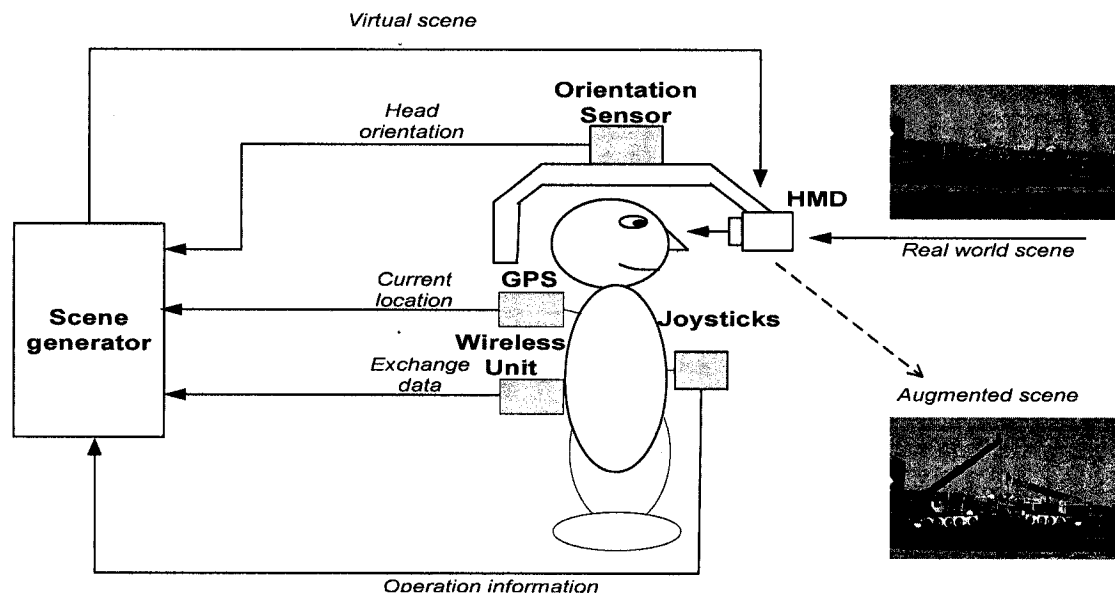 Virtual scene
Orientation
Sensor
Head
orientation
HMD
Real world scene
GPS
Current
location
Scene
generator
Joysticks
Wireless
Unit
Exchange
data
Augmented scene
Operation information